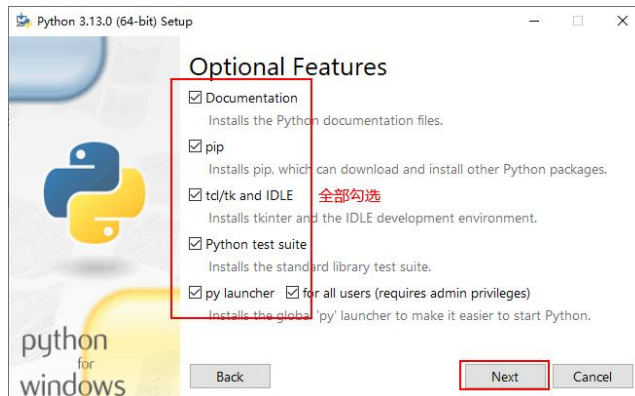 Python 3.13.0 (64-bit) Setup
Optional Features
Documentation
Installs the Python documentation files.
pip
Installs pip, which can download and install other Python packages.
tcl/tk and IDLE 全部勾选
Installs tkinter and the IDLE development environment.
Python test suite
Installs the standard library test suite.
py launcher for all users (requires admin privileges)
Installs the global 'py' launcher to make it easier to start Python.
python
for
windows
Back Next Cancel